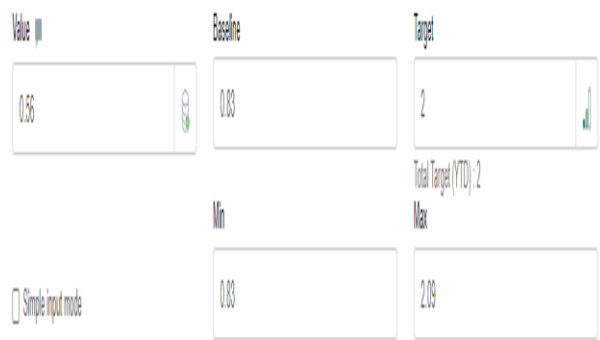 Value
Baseline
Target
0.56
0.83
2
Total Target (YTD) : 2
Min
Max
Simple input mode
0.83
2.09